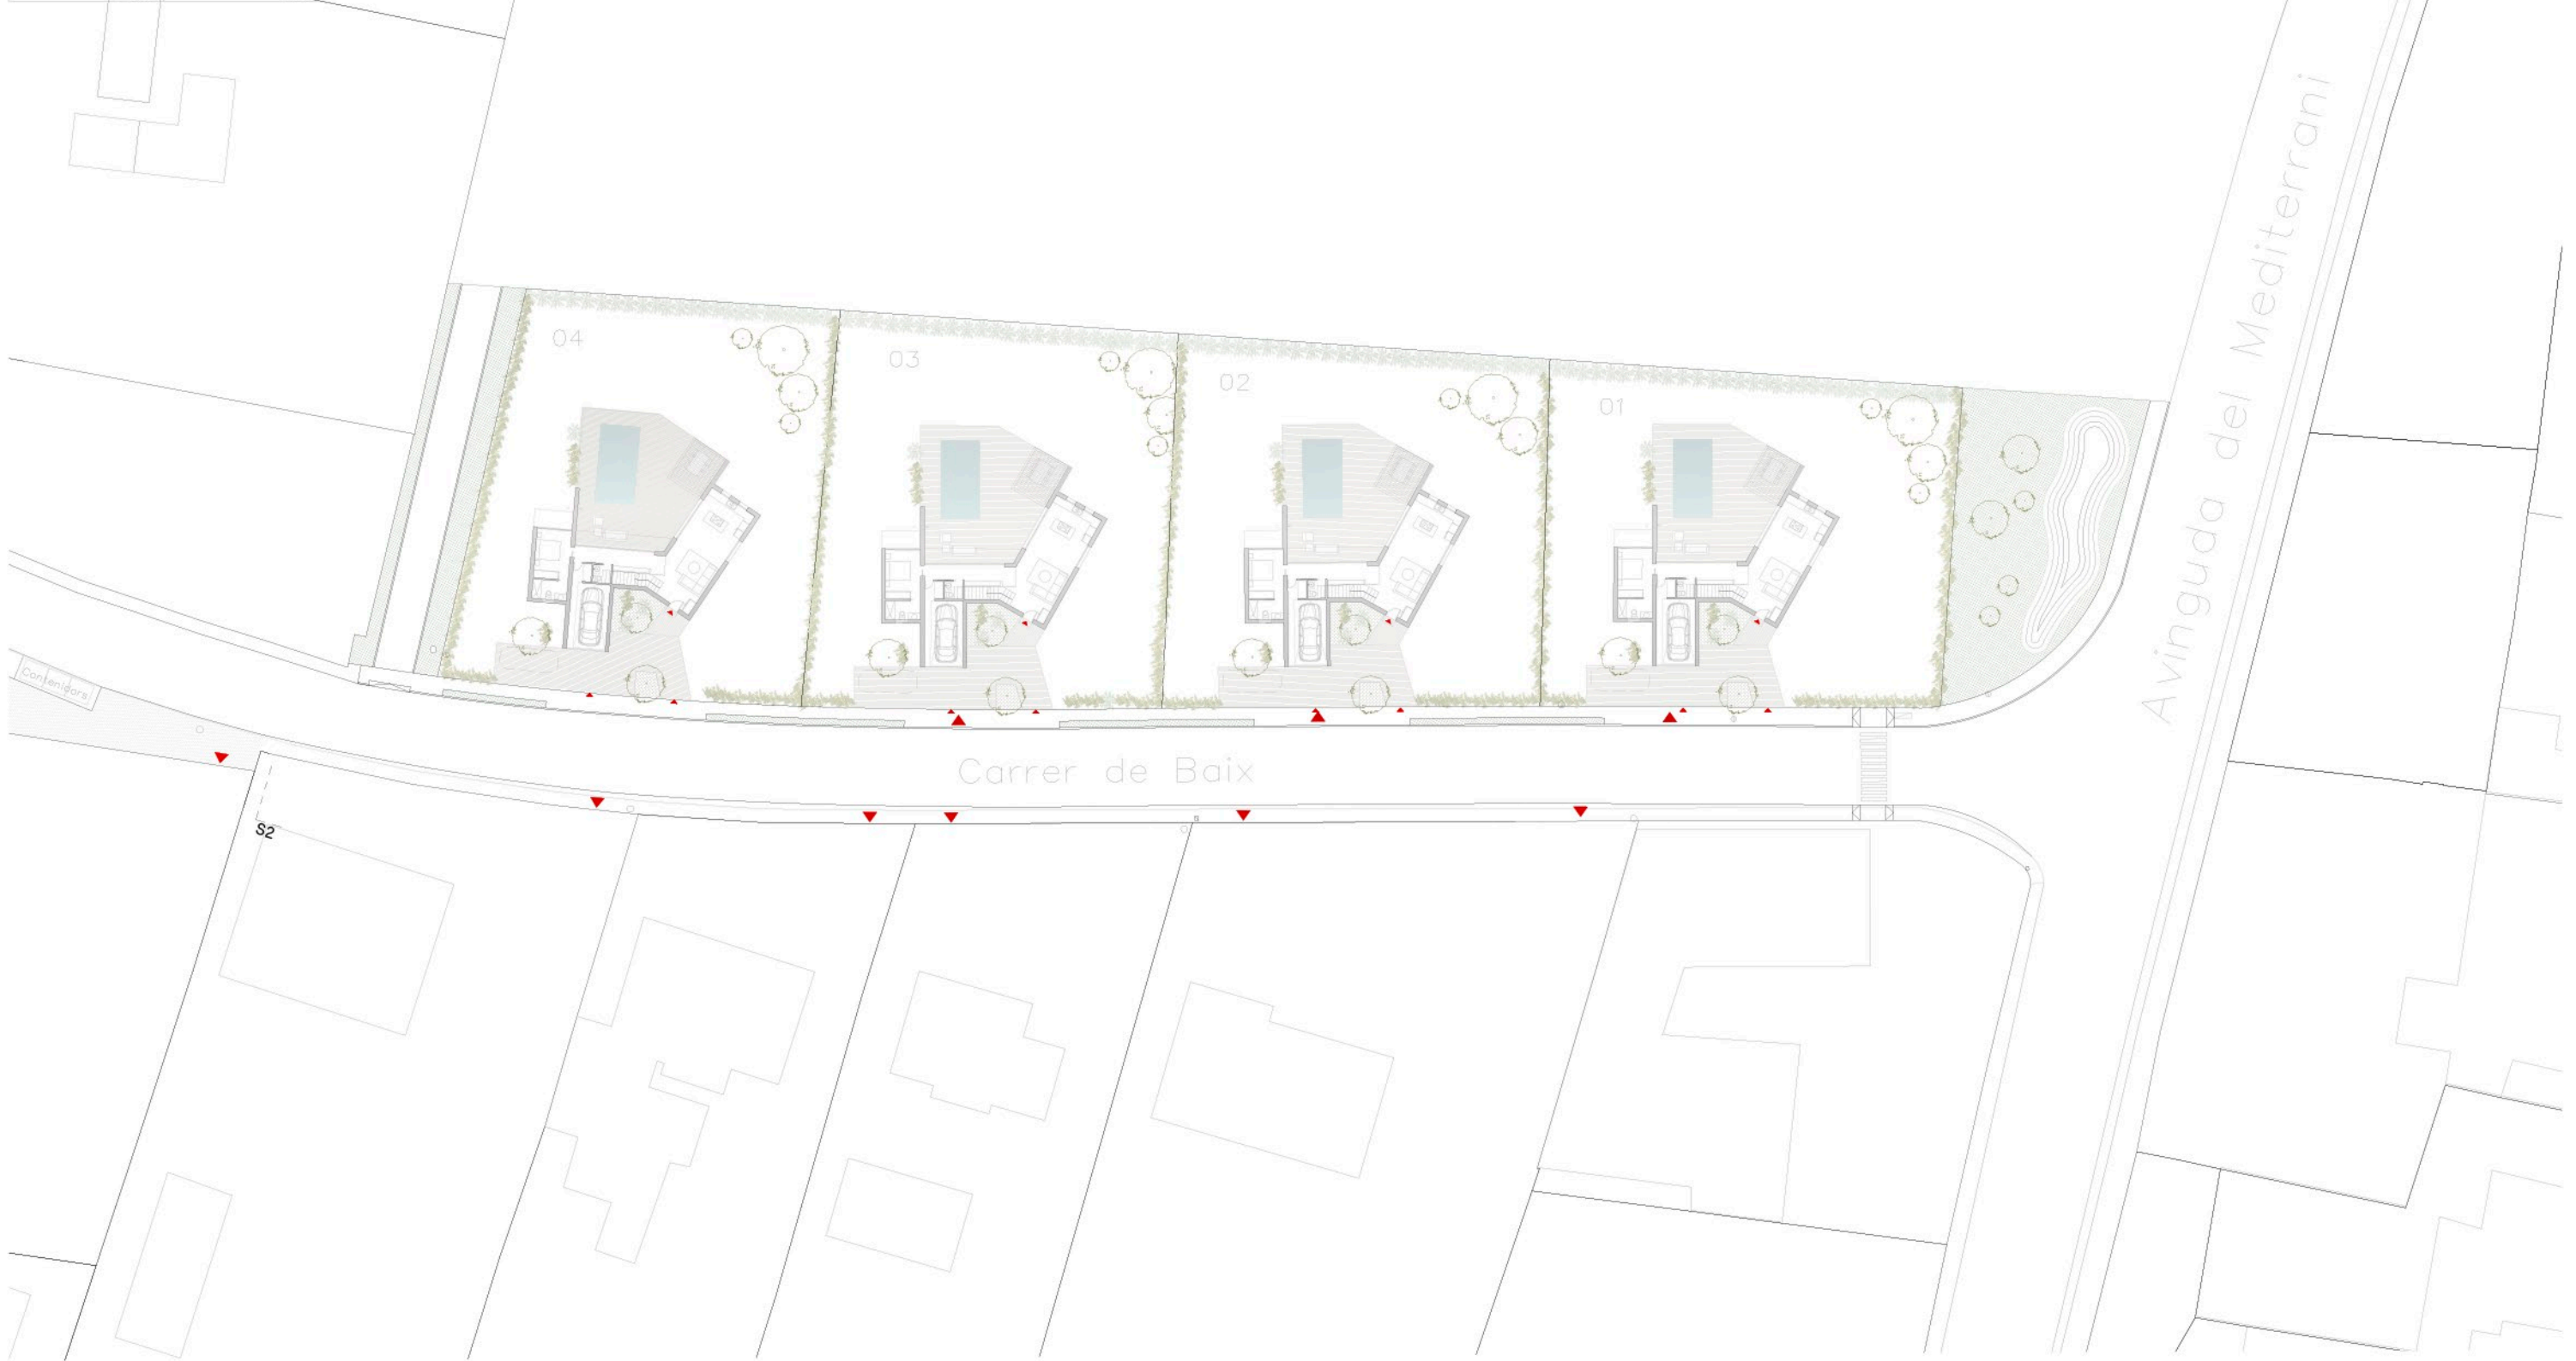 Avinguda del Mediterrani
04
03
02
01
Contenidors
Carrer de Baix
S2